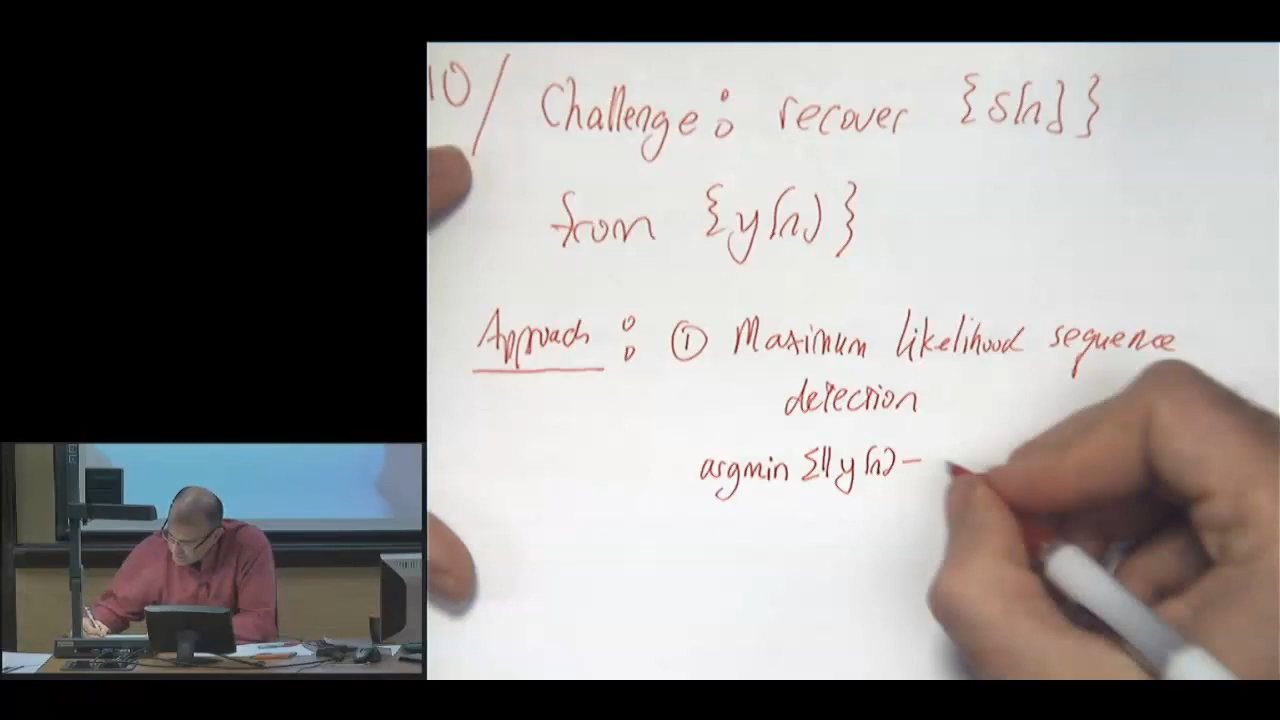 10/ Challenge: recover {s[n]}
from {y[n]}
Approach: ① Maximum likelihood sequence
detection
argmin Σ‖y[n] -